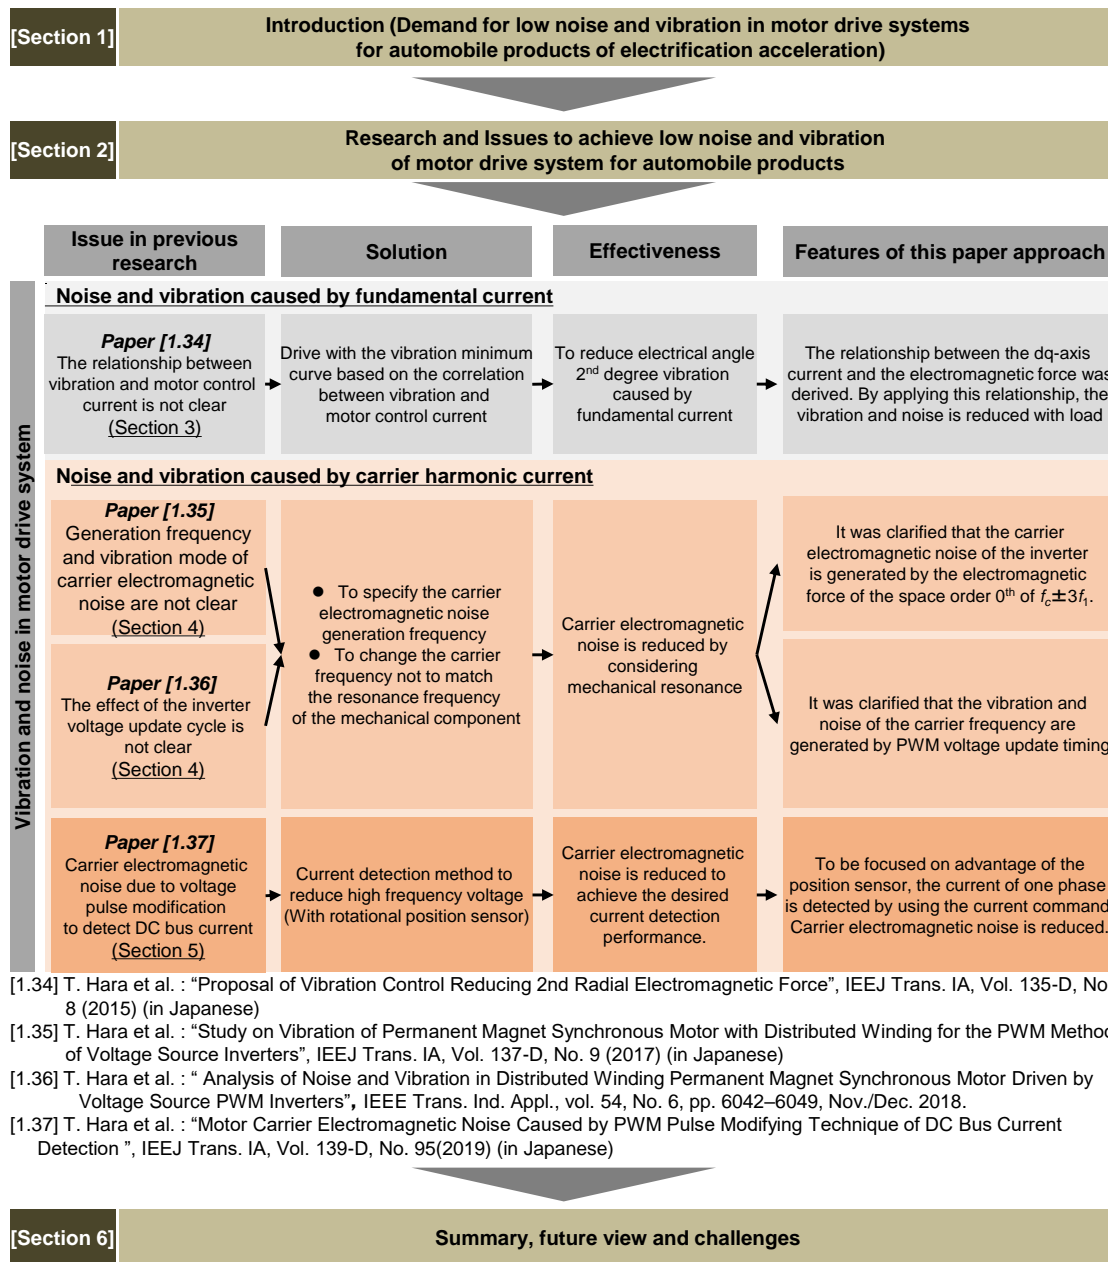 [Section 1]
Introduction (Demand for low noise and vibration in motor drive systems
for automobile products of electrification acceleration)
[Section 2]
Research and Issues to achieve low noise and vibration
of motor drive system for automobile products
Issue in previous
research
Solution
Effectiveness
Features of this paper approach
Vibration and noise in motor drive system
Noise and vibration caused by fundamental current
Paper [1.34]
The relationship between
vibration and motor control
current is not clear
(Section 3)
Drive with the vibration minimum
curve based on the correlation
between vibration and
motor control current
To reduce electrical angle
2nd degree vibration
caused by
fundamental current
The relationship between the dq-axis
current and the electromagnetic force was
derived. By applying this relationship, the
vibration and noise is reduced with load
Noise and vibration caused by carrier harmonic current
Paper [1.35]
Generation frequency
and vibration mode of
carrier electromagnetic
noise are not clear
(Section 4)
Paper [1.36]
The effect of the inverter
voltage update cycle is
not clear
(Section 4)
● To specify the carrier
electromagnetic noise
generation frequency
● To change the carrier
frequency not to match
the resonance frequency
of the mechanical component
Carrier electromagnetic
noise is reduced by
considering
mechanical resonance
It was clarified that the carrier
electromagnetic noise of the inverter
is generated by the electromagnetic
force of the space order 0th of fc±3f1.
It was clarified that the vibration and
noise of the carrier frequency are
generated by PWM voltage update timing
Paper [1.37]
Carrier electromagnetic
noise due to voltage
pulse modification
to detect DC bus current
(Section 5)
Current detection method to
reduce high frequency voltage
(With rotational position sensor)
Carrier electromagnetic
noise is reduced to
achieve the desired
current detection
performance.
To be focused on advantage of the
position sensor, the current of one phase
is detected by using the current command
Carrier electromagnetic noise is reduced.
[1.34] T. Hara et al. : “Proposal of Vibration Control Reducing 2nd Radial Electromagnetic Force”, IEEJ Trans. IA, Vol. 135-D, No
8 (2015) (in Japanese)
[1.35] T. Hara et al. : “Study on Vibration of Permanent Magnet Synchronous Motor with Distributed Winding for the PWM Method
of Voltage Source Inverters”, IEEJ Trans. IA, Vol. 137-D, No. 9 (2017) (in Japanese)
[1.36] T. Hara et al. : “ Analysis of Noise and Vibration in Distributed Winding Permanent Magnet Synchronous Motor Driven by
Voltage Source PWM Inverters”, IEEE Trans. Ind. Appl., vol. 54, No. 6, pp. 6042–6049, Nov./Dec. 2018.
[1.37] T. Hara et al. : “Motor Carrier Electromagnetic Noise Caused by PWM Pulse Modifying Technique of DC Bus Current
Detection ”, IEEJ Trans. IA, Vol. 139-D, No. 95(2019) (in Japanese)
[Section 6]
Summary, future view and challenges